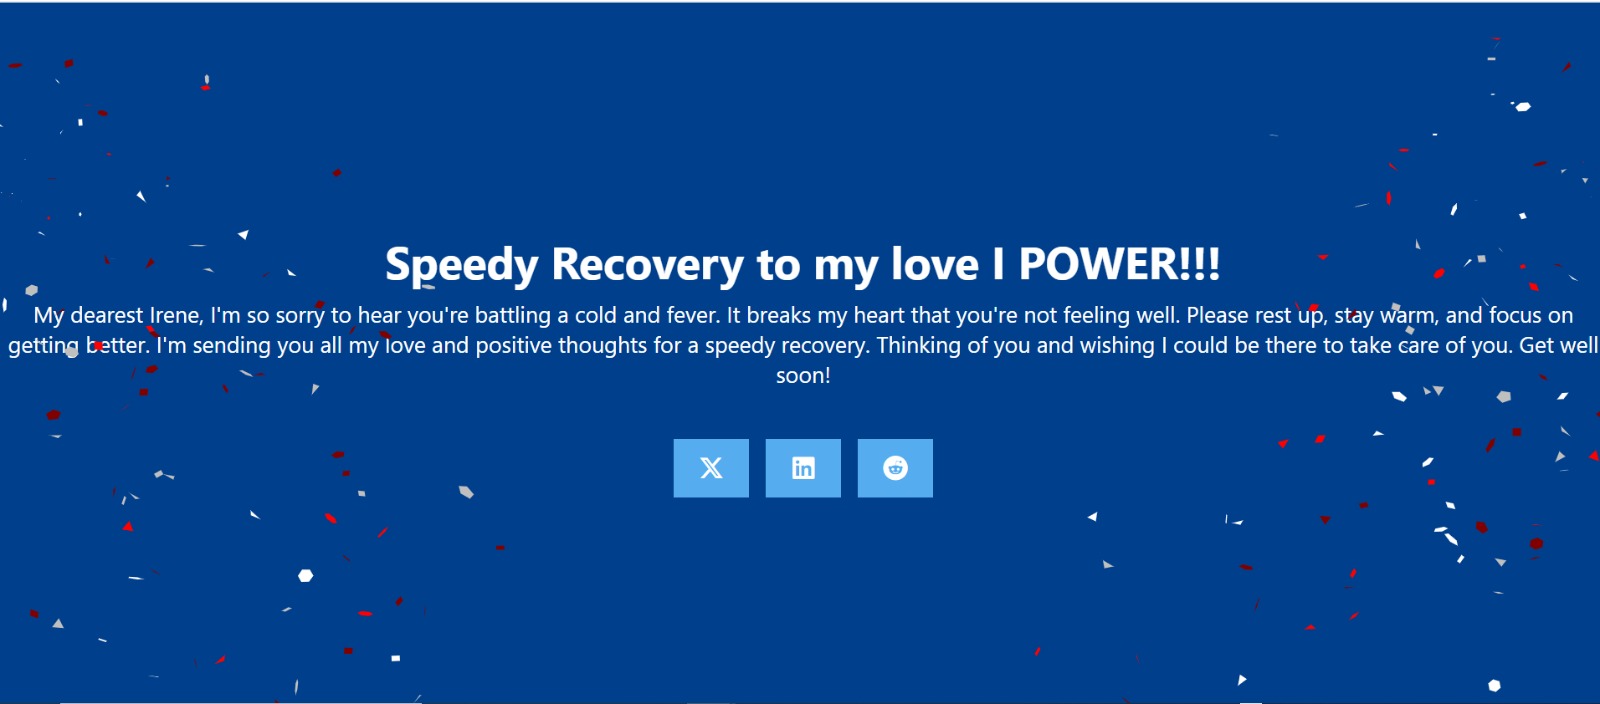 Speedy Recovery to my love I POWER!!!
My dearest Irene, I'm so sorry to hear you're battling a cold and fever. It breaks my heart that you're not feeling well. Please rest up, stay warm, and focus on
getting better. I'm sending you all my love and positive thoughts for a speedy recovery. Thinking of you and wishing I could be there to take care of you. Get well
soon!